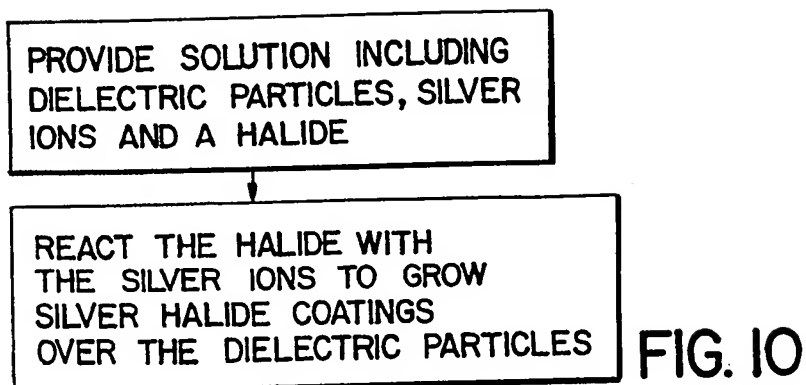 PROVIDE SOLUTION INCLUDING
DIELECTRIC PARTICLES, SILVER
IONS AND A HALIDE
REACT THE HALIDE WITH
THE SILVER IONS TO GROW
SILVER HALIDE COATINGS
OVER THE DIELECTRIC PARTICLES
FIG. 10